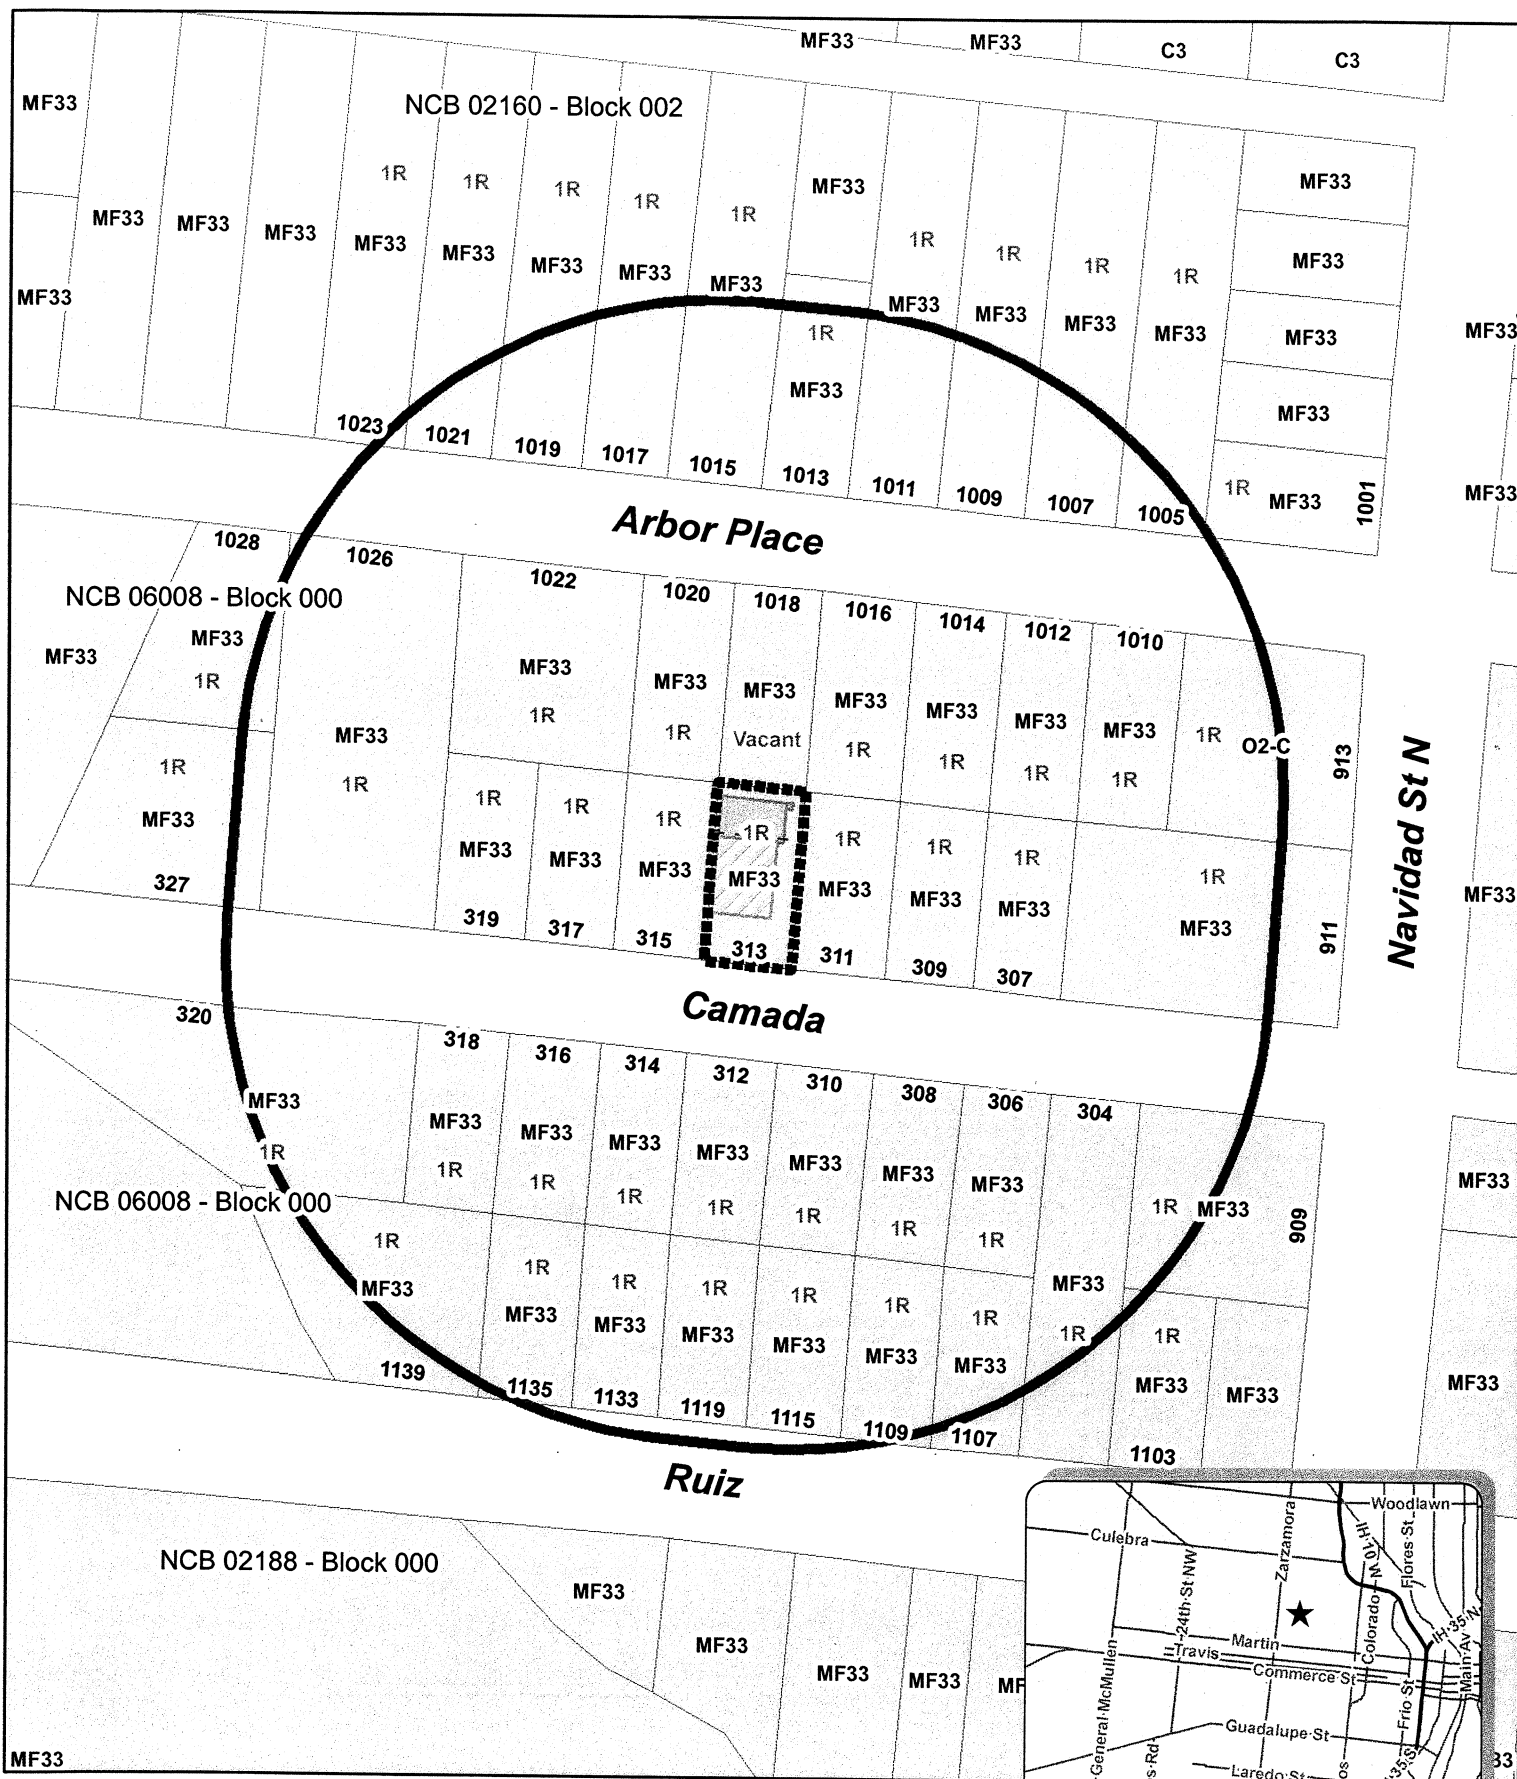 MF33 MF33 C3 C3
MF33
NCB 02160 - Block 002
1R 1R 1R 1R 1R MF33 MF33
MF33 MF33 MF33 MF33 MF33 MF33 MF33 MF33 1R 1R 1R 1R MF33
MF33 MF33 MF33 MF33 MF33 MF33 MF33 MF33
1R
MF33 MF33
1023 1021 1019 1017 1015 1013 1011 1009 1007 1005 1R MF33 1001 MF33
Arbor Place
1028 1026 1022 1020 1018 1016 1014 1012 1010
NCB 06008 - Block 000
MF33 MF33 MF33 MF33 MF33 MF33 MF33 MF33 MF33
1R MF33 1R 1R Vacant 1R 1R 1R 1R 1R O2-C 913
Navidad St N
1R 1R 1R 1R 1R 1R 1R 1R 1R 1R
MF33 MF33 MF33 MF33 MF33 MF33 MF33 MF33 MF33 MF33
327 319 317 315 313 311 309 307 911
Camada
320 318 316 314 312 310 308 306 304
MF33 MF33 MF33 MF33 MF33 MF33 MF33 MF33 MF33
1R 1R 1R 1R 1R 1R 1R 1R 1R MF33 909
NCB 06008 - Block 000
1R 1R 1R 1R 1R 1R 1R MF33 1R 1R
MF33 MF33 MF33 MF33 MF33 MF33 MF33 MF33 MF33 MF33
1139 1135 1133 1119 1115 1109 1107 1103
Ruiz
NCB 02188 - Block 000
MF33
MF33
MF33 MF33 MF
MF33
33
Woodlawn
Culebra
Zarzamora
IH-10 W
Flores St
24th St NW
Colorado
IH-35 N
Martin
Travis
Commerce St
Main Av
General McMullen
Frio St
Guadalupe St
s Rd
os
35 S
Laredo St